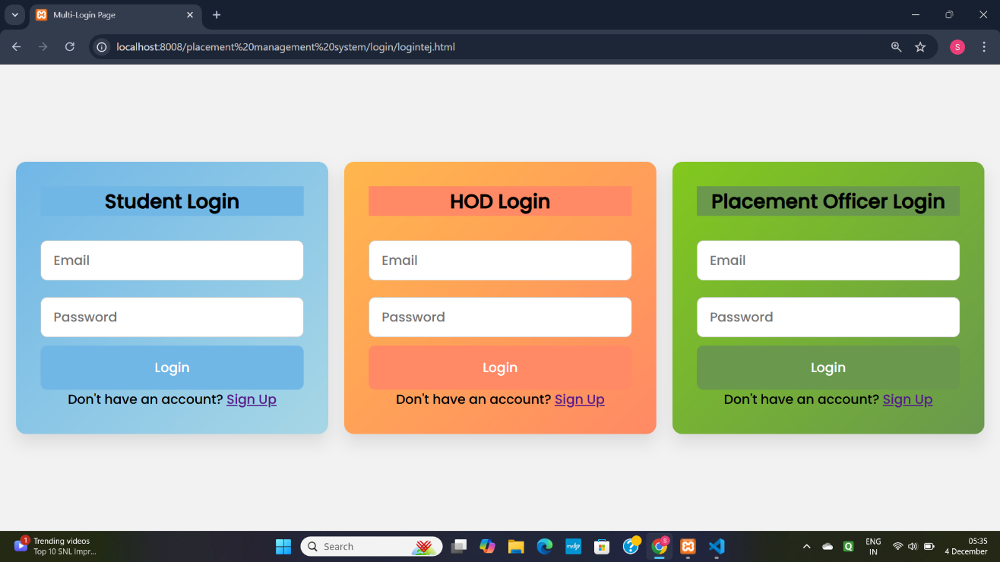 Multi-Login Page
localhost:8008/placement%20management%20system/login/logintej.html
S
Student Login
Email
Password
Login
Don't have an account? Sign Up
HOD Login
Email
Password
Login
Don't have an account? Sign Up
Placement Officer Login
Email
Password
Login
Don't have an account? Sign Up
1
Trending videos
Top 10 SNL Impr...
Search
myhp
?
S
Q
ENG
IN
05:35
4 December